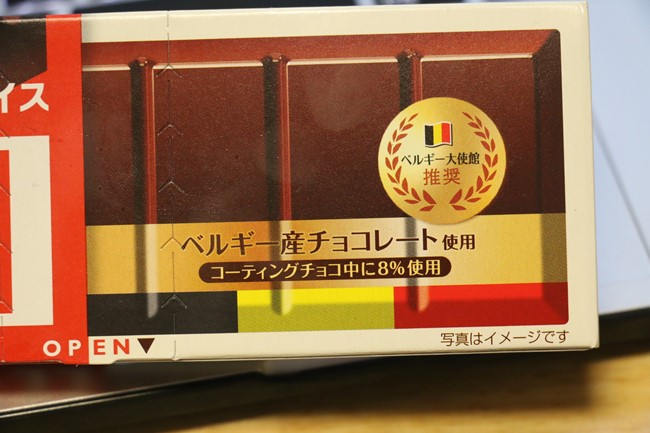 イス
ベルギー大使館
推奨
ベルギー産チョコレート使用
コーティングチョコ中に8%使用
OPEN▼
写真はイメージです